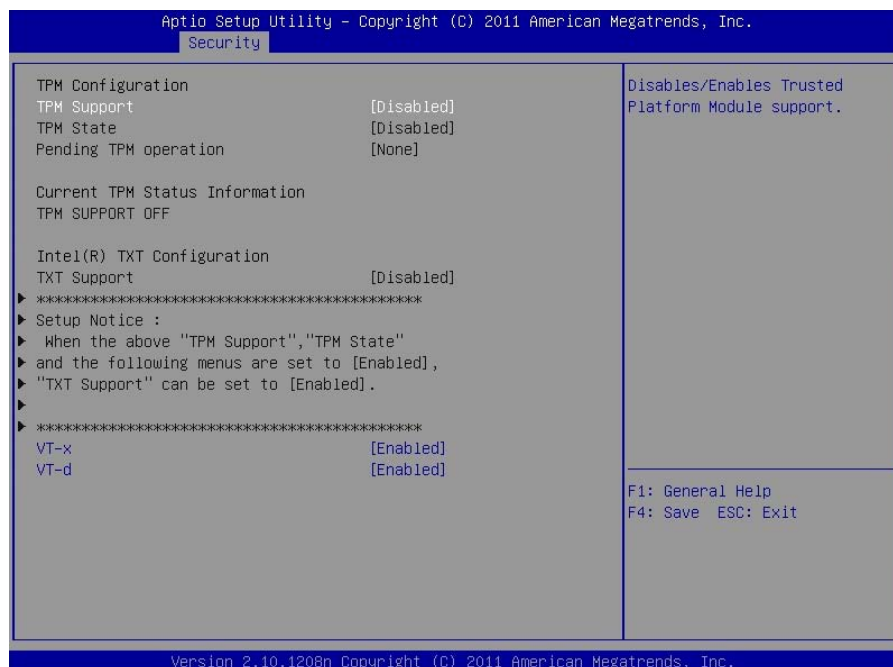 Aptio Setup Utility – Copyright (C) 2011 American Megatrends, Inc.
Security
TPM Configuration
TPM Support [Disabled]
TPM State [Disabled]
Pending TPM operation [None]
Current TPM Status Information
TPM SUPPORT OFF
Intel(R) TXT Configuration
TXT Support [Disabled]
*******************************************
Setup Notice :
When the above "TPM Support","TPM State"
and the following menus are set to [Enabled],
"TXT Support" can be set to [Enabled].
*******************************************
VT-x [Enabled]
VT-d [Enabled]
Disables/Enables Trusted
Platform Module support.
F1: General Help
F4: Save ESC: Exit
Version 2.10.1208n Copyright (C) 2011 American Megatrends, Inc.